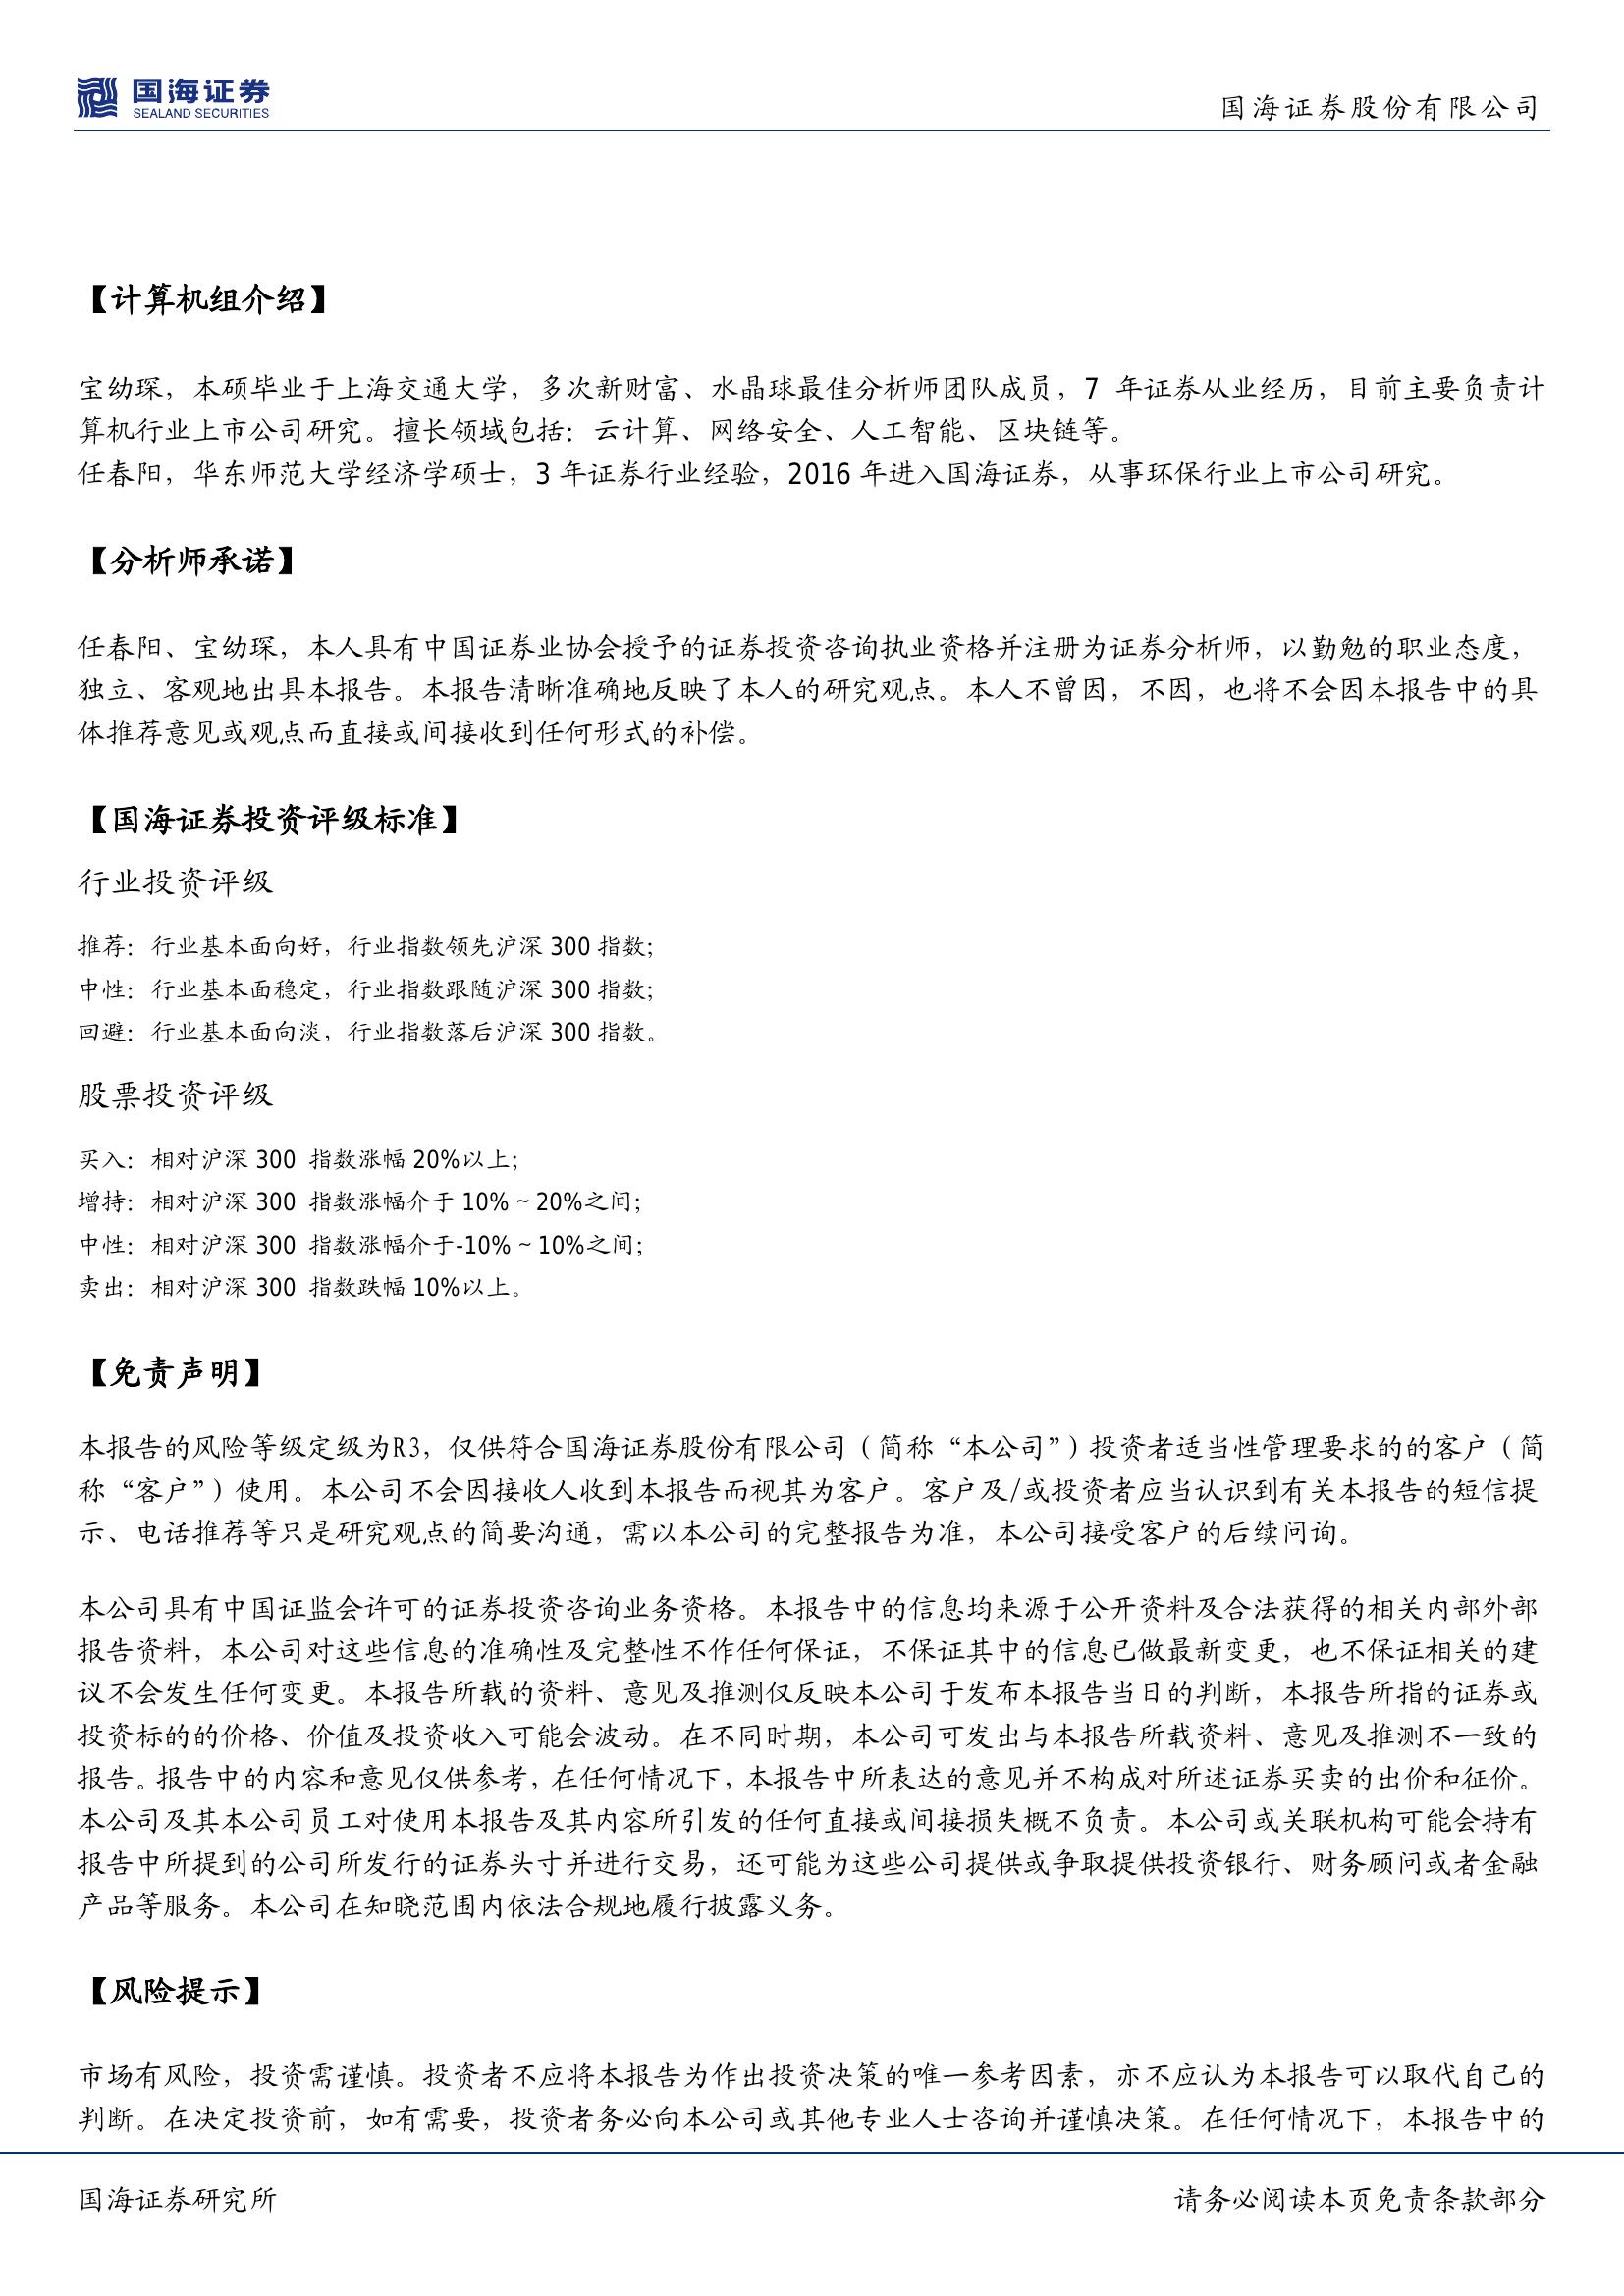 国海证券
SEALAND SECURITIES
国海证券股份有限公司
【计算机组介绍】
宝幼琛，本硕毕业于上海交通大学，多次新财富、水晶球最佳分析师团队成员，7 年证券从业经历，目前主要负责计
算机行业上市公司研究。擅长领域包括：云计算、网络安全、人工智能、区块链等。
任春阳，华东师范大学经济学硕士，3 年证券行业经验，2016 年进入国海证券，从事环保行业上市公司研究。
【分析师承诺】
任春阳、宝幼琛，本人具有中国证券业协会授予的证券投资咨询执业资格并注册为证券分析师，以勤勉的职业态度，
独立、客观地出具本报告。本报告清晰准确地反映了本人的研究观点。本人不曾因，不因，也将不会因本报告中的具
体推荐意见或观点而直接或间接收到任何形式的补偿。
【国海证券投资评级标准】
行业投资评级
推荐：行业基本面向好，行业指数领先沪深 300 指数；
中性：行业基本面稳定，行业指数跟随沪深 300 指数；
回避：行业基本面向淡，行业指数落后沪深 300 指数。
股票投资评级
买入：相对沪深 300 指数涨幅 20%以上；
增持：相对沪深 300 指数涨幅介于 10%～20%之间；
中性：相对沪深 300 指数涨幅介于-10%～10%之间；
卖出：相对沪深 300 指数跌幅 10%以上。
【免责声明】
本报告的风险等级定级为R3，仅供符合国海证券股份有限公司（简称“本公司”）投资者适当性管理要求的的客户（简
称“客户”）使用。本公司不会因接收人收到本报告而视其为客户。客户及/或投资者应当认识到有关本报告的短信提
示、电话推荐等只是研究观点的简要沟通，需以本公司的完整报告为准，本公司接受客户的后续问询。
本公司具有中国证监会许可的证券投资咨询业务资格。本报告中的信息均来源于公开资料及合法获得的相关内部外部
报告资料，本公司对这些信息的准确性及完整性不作任何保证，不保证其中的信息已做最新变更，也不保证相关的建
议不会发生任何变更。本报告所载的资料、意见及推测仅反映本公司于发布本报告当日的判断，本报告所指的证券或
投资标的的价格、价值及投资收入可能会波动。在不同时期，本公司可发出与本报告所载资料、意见及推测不一致的
报告。报告中的内容和意见仅供参考，在任何情况下，本报告中所表达的意见并不构成对所述证券买卖的出价和征价。
本公司及其本公司员工对使用本报告及其内容所引发的任何直接或间接损失概不负责。本公司或关联机构可能会持有
报告中所提到的公司所发行的证券头寸并进行交易，还可能为这些公司提供或争取提供投资银行、财务顾问或者金融
产品等服务。本公司在知晓范围内依法合规地履行披露义务。
【风险提示】
市场有风险，投资需谨慎。投资者不应将本报告为作出投资决策的唯一参考因素，亦不应认为本报告可以取代自己的
判断。在决定投资前，如有需要，投资者务必向本公司或其他专业人士咨询并谨慎决策。在任何情况下，本报告中的
国海证券研究所
请务必阅读本页免责条款部分